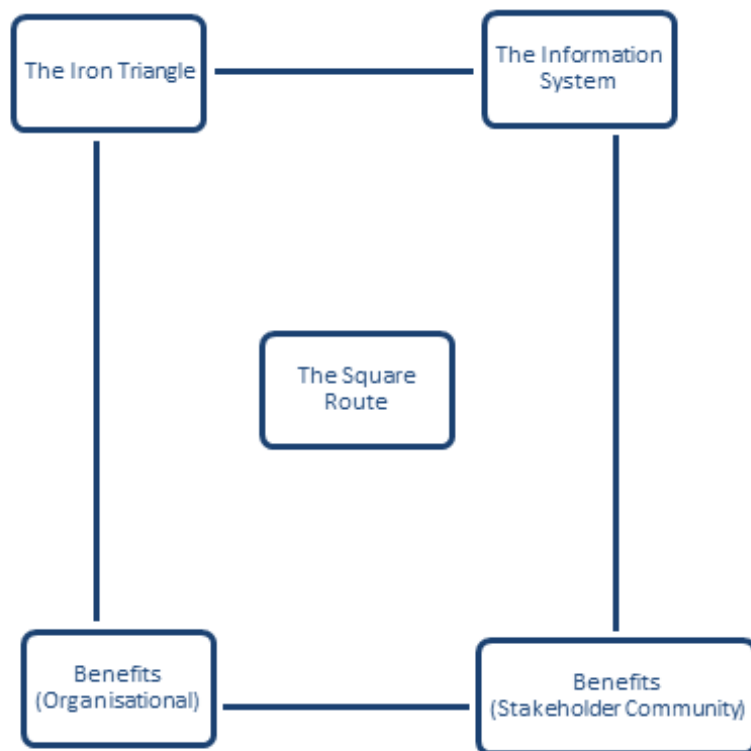 The Iron Triangle
The Information
System
The Square
Route
Benefits
(Organisational)
Benefits
(Stakeholder Community)